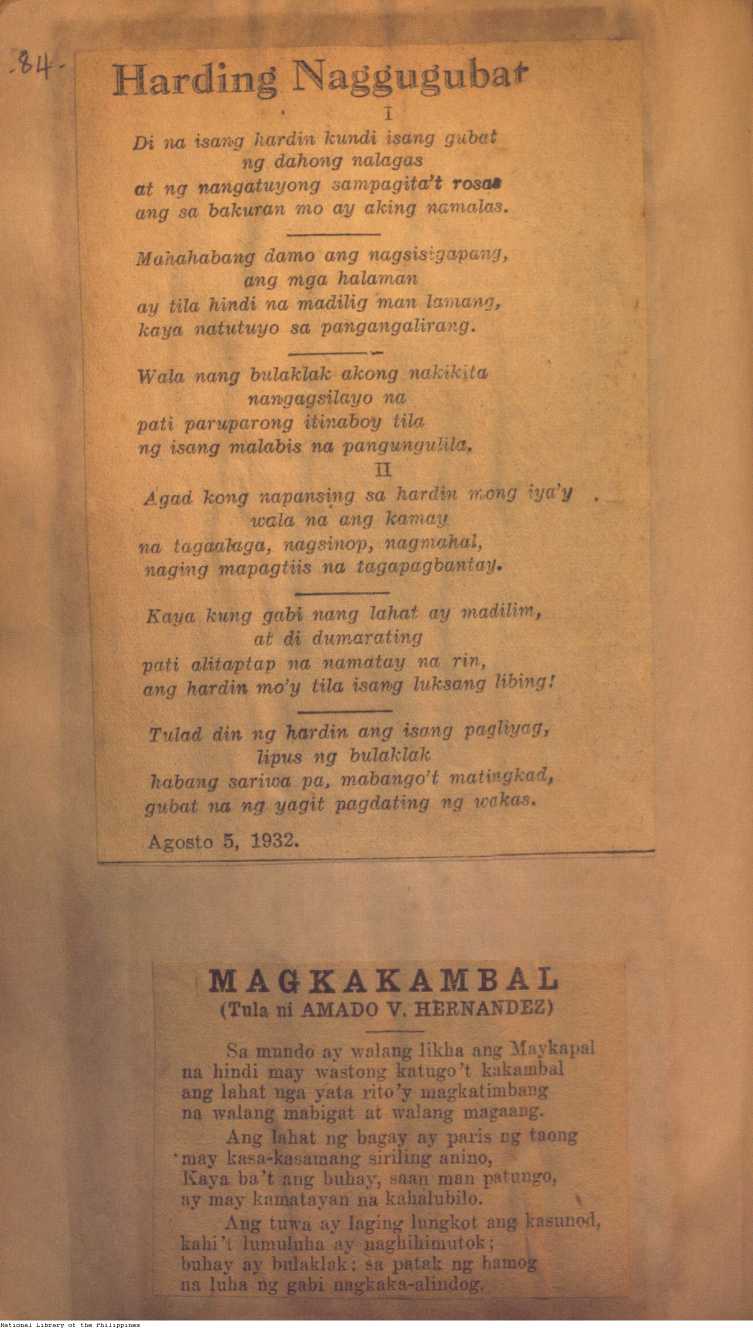 .84.
Harding Naggugubat
I
Di na isang hardin kundi isang gubat
ng dahong nalagas
at ng nangatuyong sampagita't rosas
ang sa bakuran mo ay aking namalas.
Mahahabang damo ang nagsisigapang,
ang mga halaman
ay tila hindi na madilig man lamang,
kaya natutuyo sa pangangalirang.
Wala nang bulaklak akong nakikita
nangagsilayo na
pati paruparong itinaboy tila
ng isang malabis na pangungulila,
II
Agad kong napansing sa hardin mong iya'y
wala na ang kamay
na tagaalaga, nagsinop, nagmahal,
naging mapagtiis na tagapagbantay.
Kaya kung gabi nang lahat ay madilim,
at di dumarating
pati alitaptap na namatay na rin,
ang hardin mo'y tila isang luksang libing!
Tulad din ng hardin ang isang pagliyag,
lipus ng bulaklak
habang sariwa pa, mabango't matingkad,
gubat na ng yagit pagdating ng wakas.
Agosto 5, 1932.
MAGKAKAMBAL
(Tula ni AMADO V. HERNANDEZ)
Sa mundo ay walang likha ang Maykapal
na hindi may wastong katugo't kakambal
ang lahat nga yata rito'y magkatimbang
na walang mabigat at walang magaang.
Ang lahat ng bagay ay paris ng taong
may kasa-kasamang siriling anino,
Kaya ba't ang buhay, saan man patungo,
ay may kamatayan na kahalubilo.
Ang tuwa ay laging lungkot ang kasunod,
kahi't lumuluha ay naghihimutok;
buhay ay bulaklak: sa patak ng hamog
na luha ng gabi nagkaka-alindog.
National Library of the Philippines